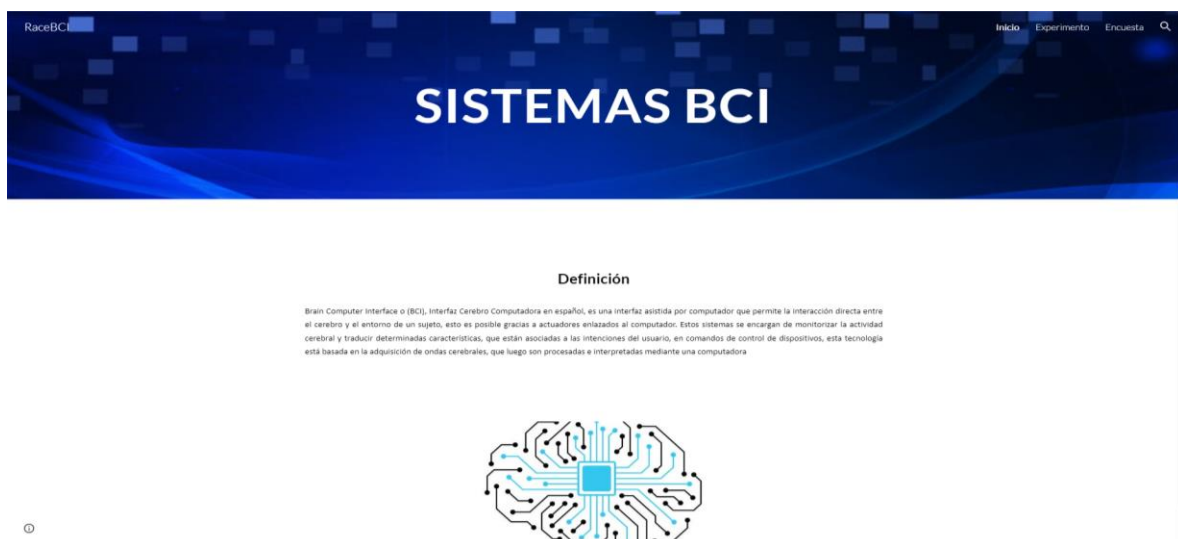 RaceBCI
Inicio Experimento Encuesta
SISTEMAS BCI
Definición
Brain Computer Interface o (BCI), Interfaz Cerebro Computadora en español, es una interfaz asistida por computador que permite la interacción directa entre
el cerebro y el entorno de un sujeto, esto es posible gracias a actuadores enlazados al computador. Estos sistemas se encargan de monitorizar la actividad
cerebral y traducir determinadas características, que están asociadas a las intenciones del usuario, en comandos de control de dispositivos, esta tecnología
está basada en la adquisición de ondas cerebrales, que luego son procesadas e interpretadas mediante una computadora